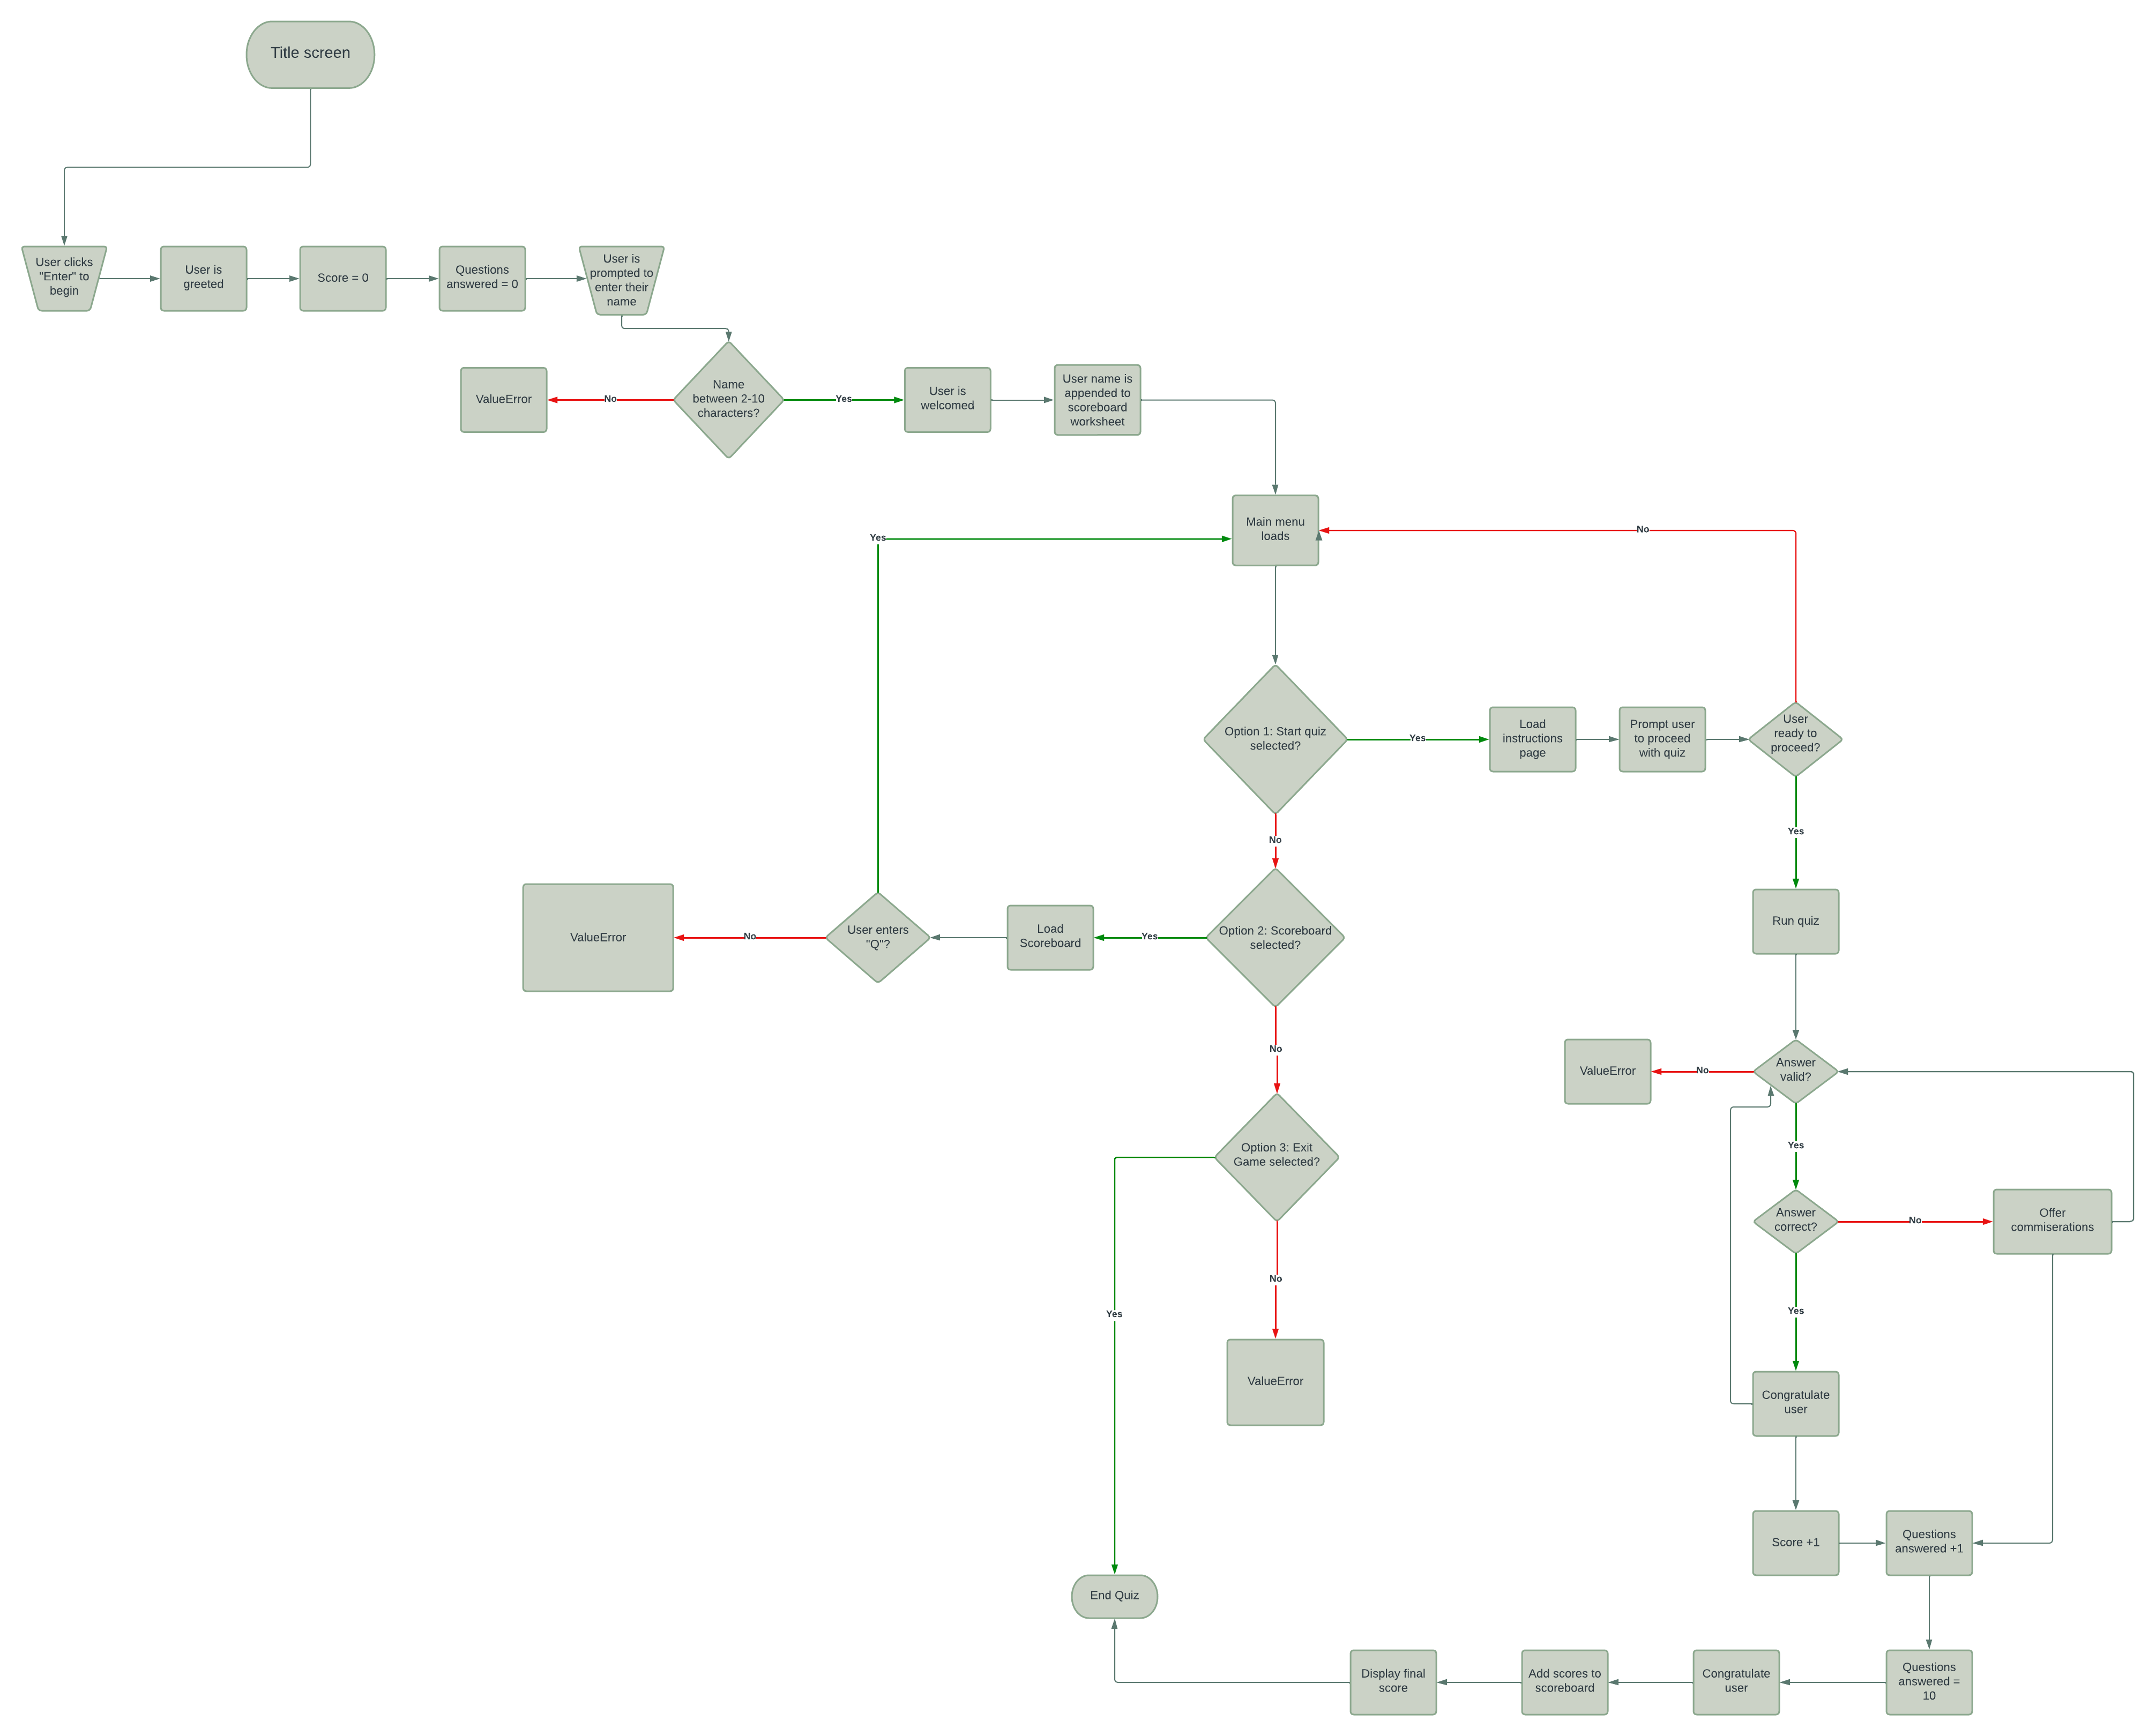 Title screen
User clicks
"Enter" to
begin
User is
greeted
Score = 0
Questions
answered = 0
User is
prompted to
enter their
name
ValueError
No
Name
between 2-10
characters?
Yes
User is
welcomed
User name is
appended to
scoreboard
worksheet
Main menu
loads
No
Yes
Option 1: Start quiz
selected?
Yes
Load
instructions
page
Prompt user
to proceed
with quiz
User
ready to
proceed?
No
Yes
ValueError
No
User enters
"Q"?
Load
Scoreboard
Yes
Option 2: Scoreboard
selected?
Run quiz
No
ValueError
No
Answer
valid?
Yes
Option 3: Exit
Game selected?
Answer
correct?
No
Offer
commiserations
No
Yes
Yes
ValueError
Congratulate
user
Score +1
Questions
answered +1
End Quiz
Display final
score
Add scores to
scoreboard
Congratulate
user
Questions
answered =
10